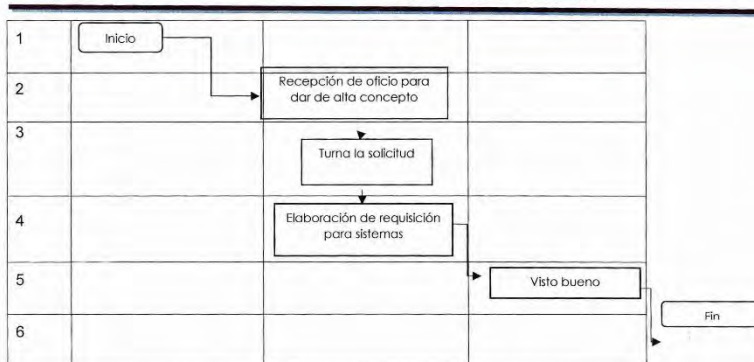 1
Inicio
2
Recepción de oficio para
dar de alta concepto
3
Turna la solicitud
4
Elaboración de requisición
para sistemas
5
Visto bueno
Fin
6